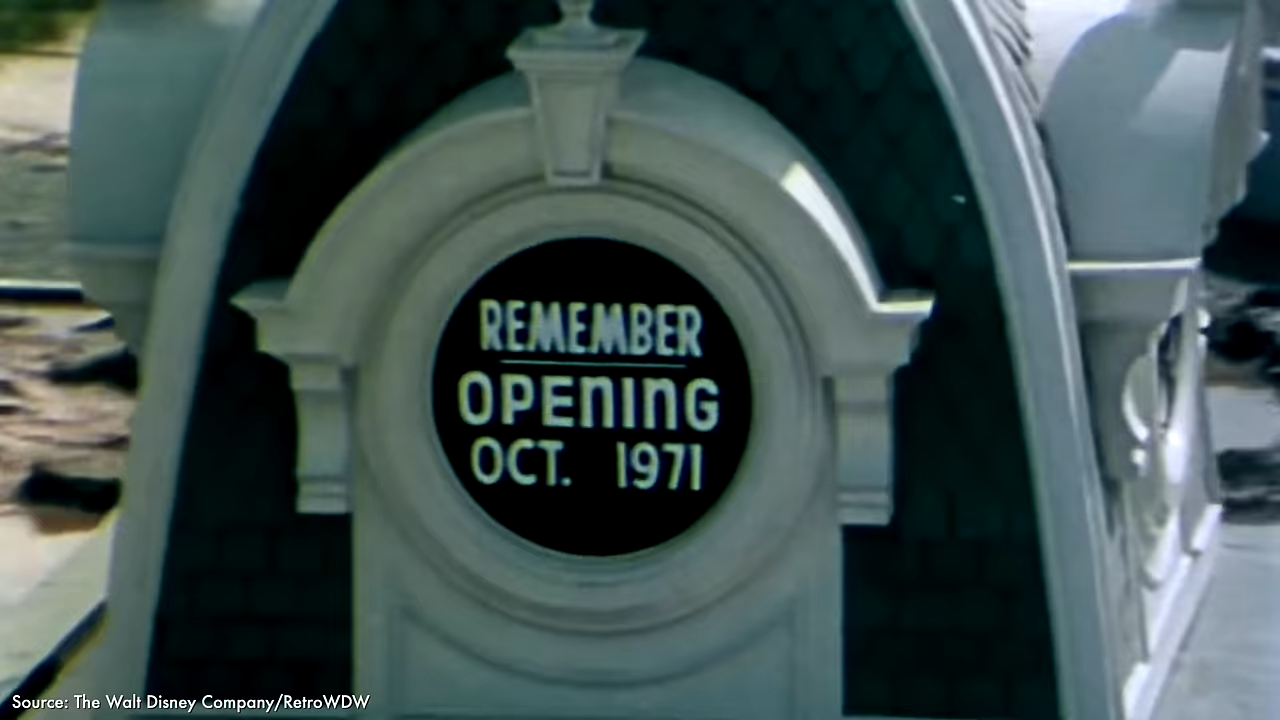 REMEMBER
OPENING
OCT. 1971
Source: The Walt Disney Company/RetroWDW